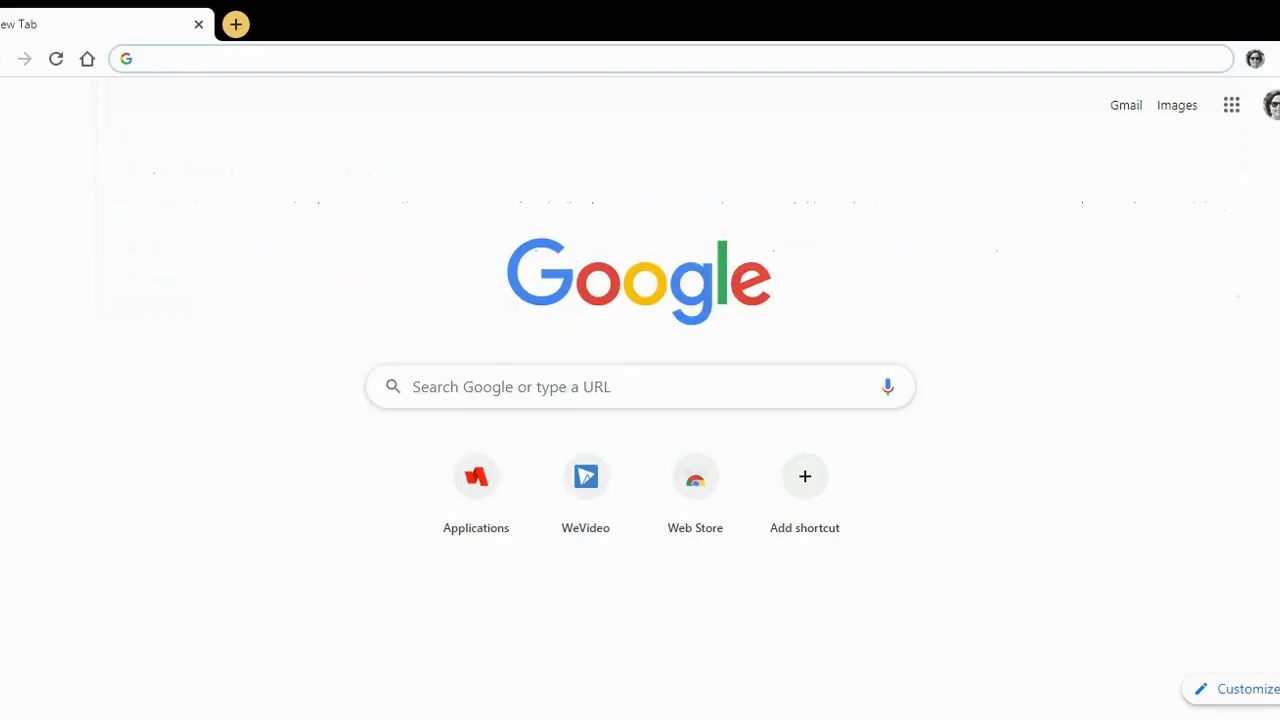 ew Tab
Gmail Images
Google
Search Google or type a URL
Applications WeVideo Web Store Add shortcut
Customize